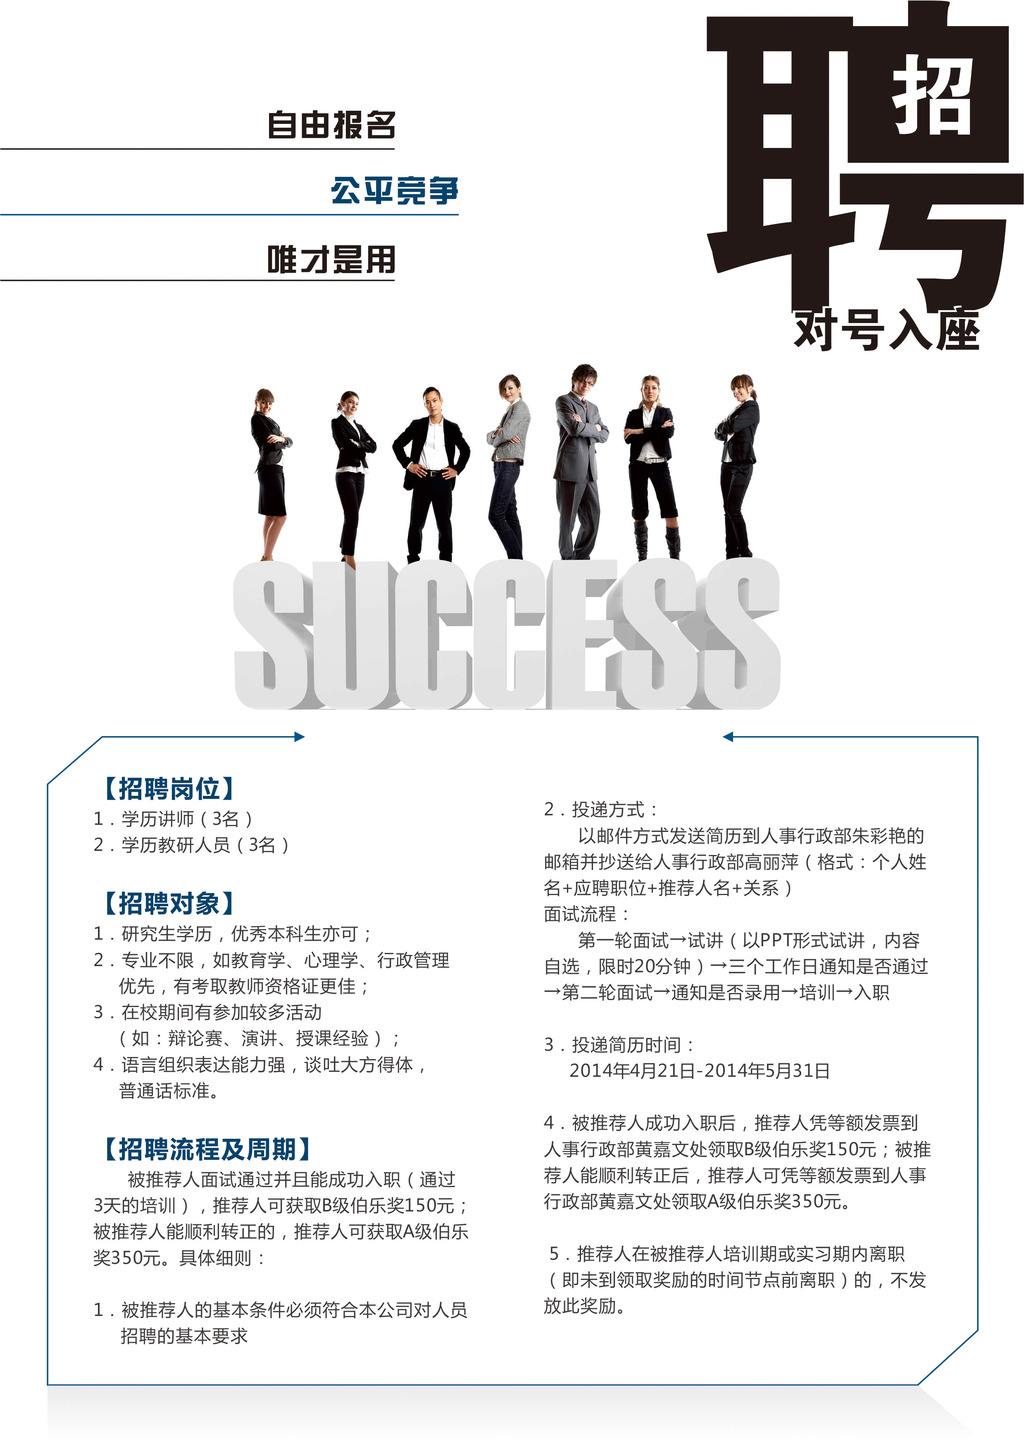 招
聘
对号入座
自由报名
公平竞争
唯才是用
SUCCESS
【招聘岗位】
1．学历讲师（3名）
2．学历教研人员（3名）
【招聘对象】
1．研究生学历，优秀本科生亦可；
2．专业不限，如教育学、心理学、行政管理
优先，有考取教师资格证更佳；
3．在校期间有参加较多活动
（如：辩论赛、演讲、授课经验）；
4．语言组织表达能力强，谈吐大方得体，
普通话标准。
【招聘流程及周期】
被推荐人面试通过并且能成功入职（通过
3天的培训），推荐人可获取B级伯乐奖150元；
被推荐人能顺利转正的，推荐人可获取A级伯乐
奖350元。具体细则：
1．被推荐人的基本条件必须符合本公司对人员
招聘的基本要求
2．投递方式：
以邮件方式发送简历到人事行政部朱彩艳的
邮箱并抄送给人事行政部高丽萍（格式：个人姓
名+应聘职位+推荐人名+关系）
面试流程：
第一轮面试→试讲（以PPT形式试讲，内容
自选，限时20分钟）→三个工作日通知是否通过
→第二轮面试→通知是否录用→培训→入职
3．投递简历时间：
2014年4月21日-2014年5月31日
4．被推荐人成功入职后，推荐人凭等额发票到
人事行政部黄嘉文处领取B级伯乐奖150元；被推
荐人能顺利转正后，推荐人可凭等额发票到人事
行政部黄嘉文处领取A级伯乐奖350元。
5．推荐人在被推荐人培训期或实习期内离职
（即未到领取奖励的时间节点前离职）的，不发
放此奖励。